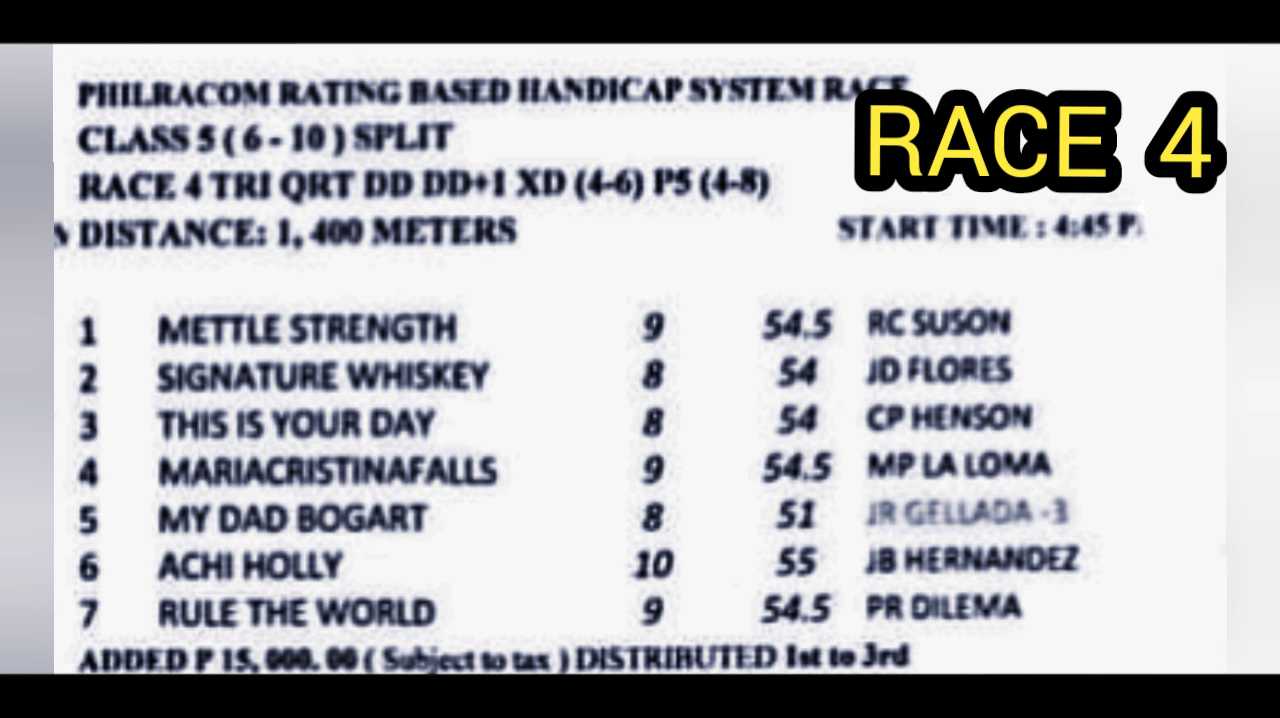 PHILRACOM RATING BASED HANDICAP SYSTEM RACE
RACE 4
CLASS 5 ( 6 - 10 ) SPLIT
RACE 4 TRI QRT DD DD+1 XD (4-6) P5 (4-8)
DISTANCE: 1, 400 METERS START TIME : 4:45 P
1 METTLE STRENGTH 9 54.5 RC SUSON
2 SIGNATURE WHISKEY 8 54 JD FLORES
3 THIS IS YOUR DAY 8 54 CP HENSON
4 MARIACRISTINAFALLS 9 54.5 MP LA LOMA
5 MY DAD BOGART 8 51 JR GELLADA -3
6 ACHI HOLLY 10 55 JB HERNANDEZ
7 RULE THE WORLD 9 54.5 PR DILEMA
ADDED P 15, 000. 00 ( Subject to tax ) DISTRIBUTED 1st to 3rd